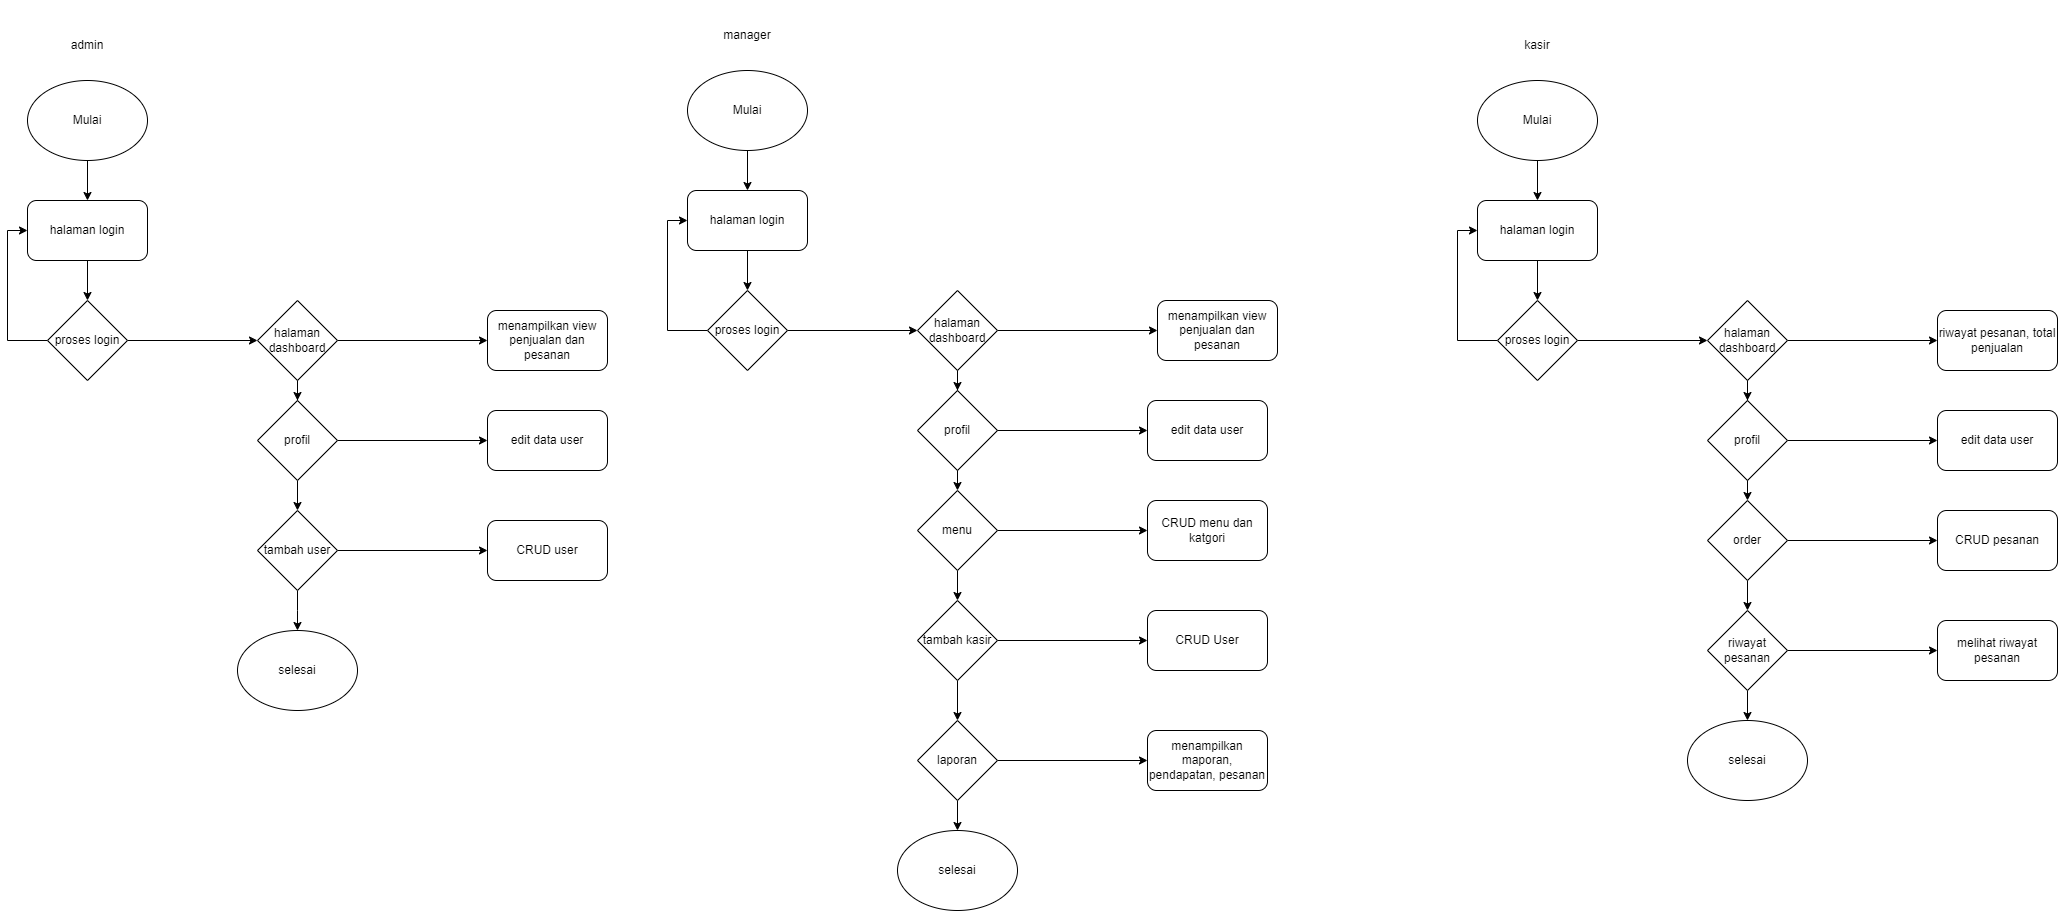 admin
Mulai
halaman login
proses login
halaman
dashboard
menampilkan view
penjualan dan
pesanan
profil
edit data user
tambah user
CRUD user
selesai
manager
Mulai
halaman login
proses login
halaman
dashboard
menampilkan view
penjualan dan
pesanan
profil
edit data user
menu
CRUD menu dan
katgori
tambah kasir
CRUD User
laporan
menampilkan
maporan,
pendapatan, pesanan
selesai
kasir
Mulai
halaman login
proses login
halaman
dashboard
riwayat pesanan, total
penjualan
profil
edit data user
order
CRUD pesanan
riwayat
pesanan
melihat riwayat
pesanan
selesai